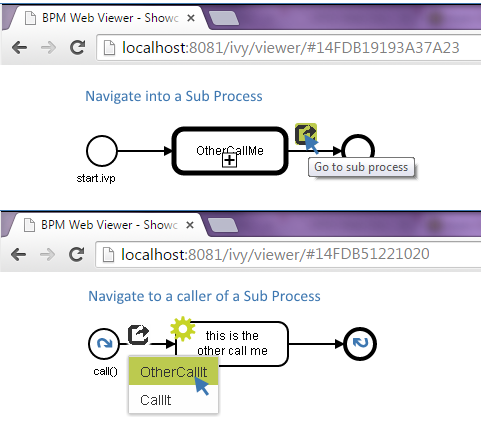 BPM Web Viewer - Showc
localhost:8081/ivy/viewer/#14FDB19193A37A23
Navigate into a Sub Process
OtherCallMe
start.ivp
Go to sub process
BPM Web Viewer - Showc
localhost:8081/ivy/viewer/#14FDB51221020
Navigate to a caller of a Sub Process
this is the
other call me
call()
OtherCallIt
CallIt